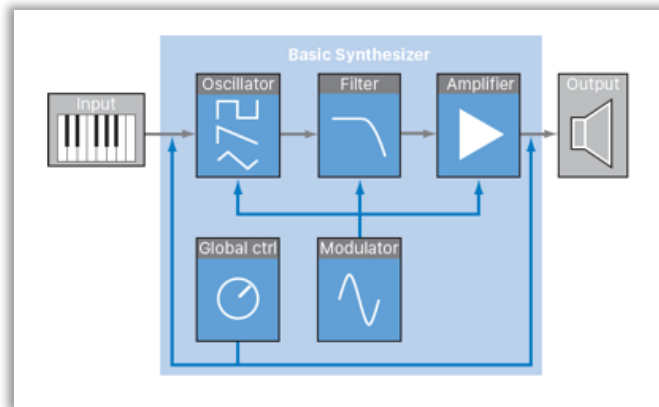 Basic Synthesizer
Input
Oscillator
Filter
Amplifier
Output
Global ctrl
Modulator